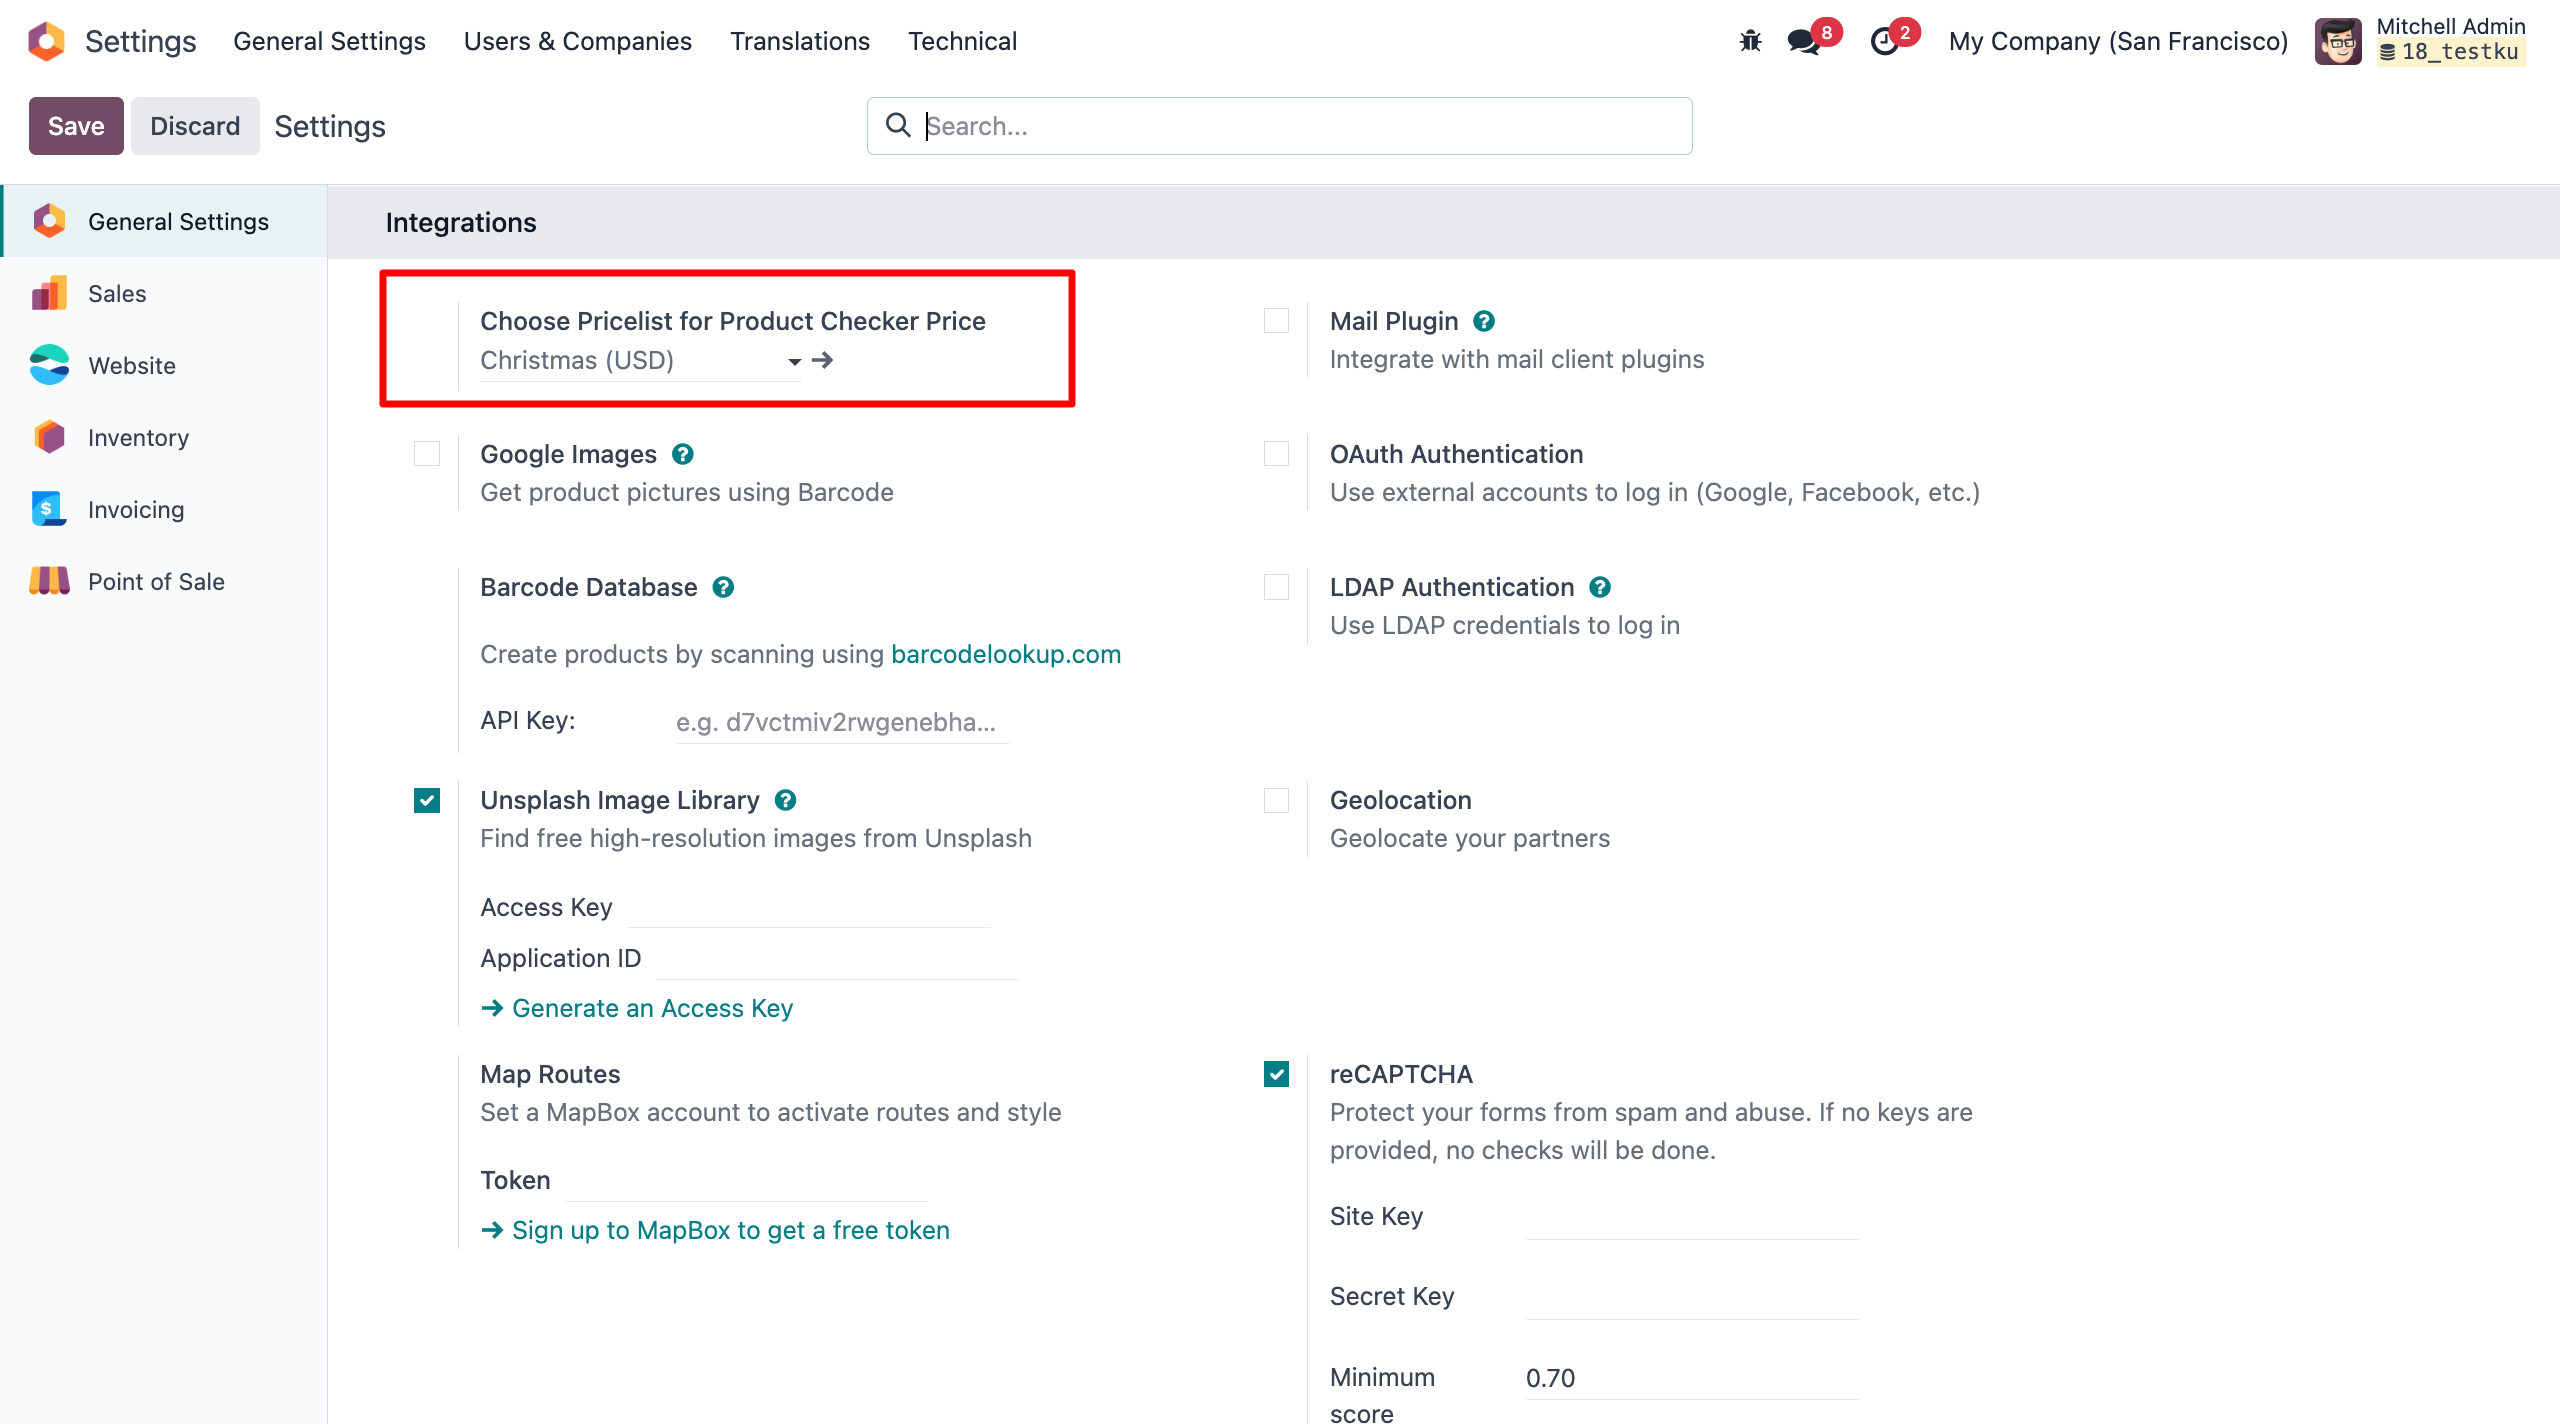 Settings
General Settings
Users & Companies
Translations
Technical
8
2
My Company (San Francisco)
Mitchell Admin
18_testku
Save
Discard
Settings
Search...
General Settings
Sales
Website
Inventory
Invoicing
Point of Sale
Integrations
Choose Pricelist for Product Checker Price
Christmas (USD)
Mail Plugin
Integrate with mail client plugins
Google Images
Get product pictures using Barcode
OAuth Authentication
Use external accounts to log in (Google, Facebook, etc.)
Barcode Database
Create products by scanning using barcodelookup.com
API Key:
e.g. d7vctmiv2rwgenebha...
LDAP Authentication
Use LDAP credentials to log in
Unsplash Image Library
Find free high-resolution images from Unsplash
Access Key
Application ID
Generate an Access Key
Geolocation
Geolocate your partners
Map Routes
Set a MapBox account to activate routes and style
Token
Sign up to MapBox to get a free token
reCAPTCHA
Protect your forms from spam and abuse. If no keys are
provided, no checks will be done.
Site Key
Secret Key
Minimum
score
0.70